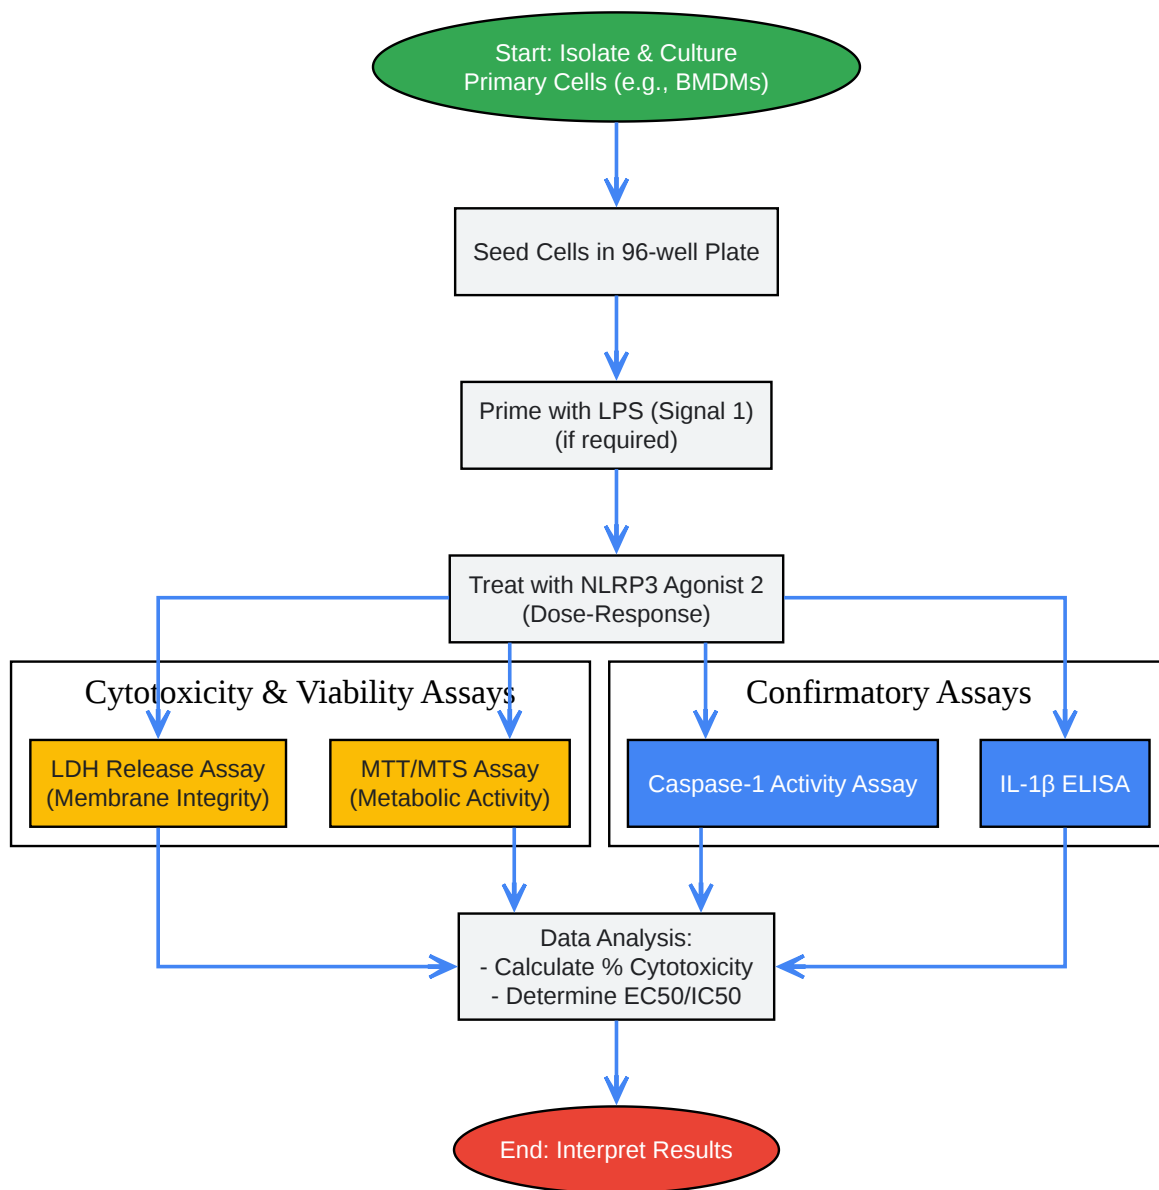 Start: Isolate & Culture
Primary Cells (e.g., BMDMs)
Seed Cells in 96-well Plate
Prime with LPS (Signal 1)
(if required)
Treat with NLRP3 Agonist 2
(Dose-Response)
Cytotoxicity & Viability Assays
LDH Release Assay
(Membrane Integrity)
MTT/MTS Assay
(Metabolic Activity)
Confirmatory Assays
Caspase-1 Activity Assay
IL-1β ELISA
Data Analysis:
- Calculate % Cytotoxicity
- Determine EC50/IC50
End: Interpret Results